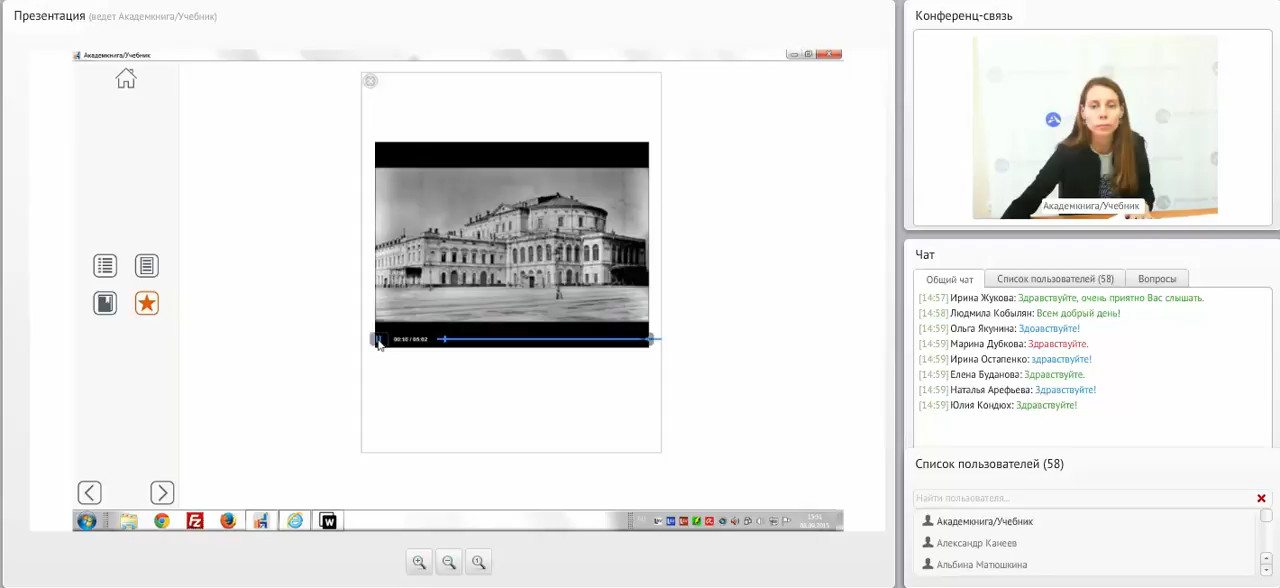 Презентация (ведет Академкнига/Учебник)
Академкнига/Учебник
00:10 / 05:02
Конференц-связь
Академкнига/Учебник
Чат
Общий чат
Список пользователей (58)
Вопросы
[14:57] Ирина Жукова: Здравствуйте, очень приятно Вас слышать.
[14:58] Людмила Кобылян: Всем добрый день!
[14:59] Ольга Якунина: Здоавствуйте!
[14:59] Марина Дубкова: Здравствуйте.
[14:59] Ирина Остапенко: здравствуйте!
[14:59] Елена Буданова: Здравствуйте.
[14:59] Наталья Арефьева: Здравствуйте!
[14:59] Юлия Кондюх: Здравствуйте!
Список пользователей (58)
Найти пользователя...
Академкнига/Учебник
Александр Канеев
Альбина Матюшкина